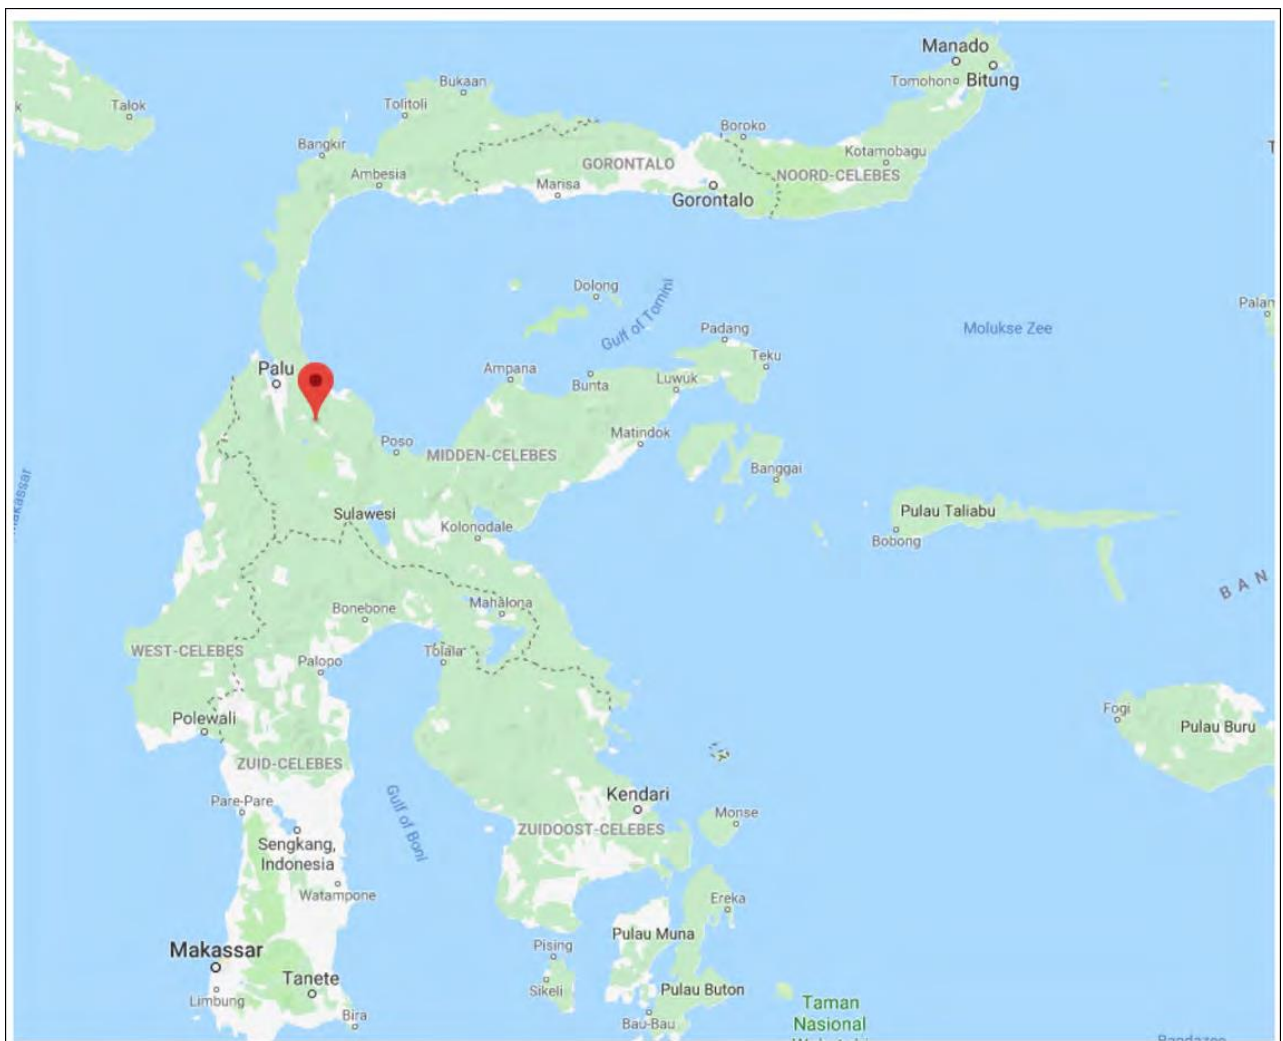 Manado
Tomohon
Bitung
Bukaan
Talok
Tolitoli
Boroko
Bangkir
Kotamobagu
GORONTALO
Ambesia
NOORD-CELEBES
Marisa
Gorontalo
Dolong
Gulf of Tomini
Molukse Zee
Padang
Teku
Palu
Ampana
Luwuk
Bunta
Matindok
Poso
MIDDEN-CELEBES
Banggai
Sulawesi
Pulau Taliabu
Kolonodale
Bobong
BAN
Mahalona
Bonebone
WEST-CELEBES
Tolala
Palopo
Polewali
Fogi
Pulau Buru
ZUID-CELEBES
Kendari
Pare-Pare
Gulf of Boni
Monse
ZUIDOOST-CELEBES
Sengkang,
Indonesia
Watampone
Ereka
Pulau Muna
Makassar
Pising
Tanete
Sikeli
Pulau Buton
Limbung
Taman
Nasional
Bira
Bau-Bau